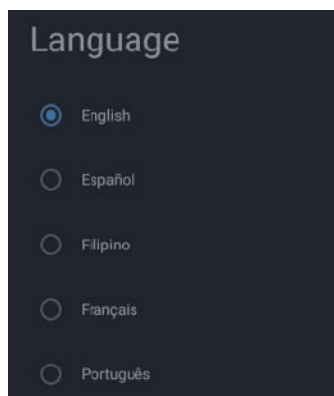 Language
English
Español
Filipino
Français
Português